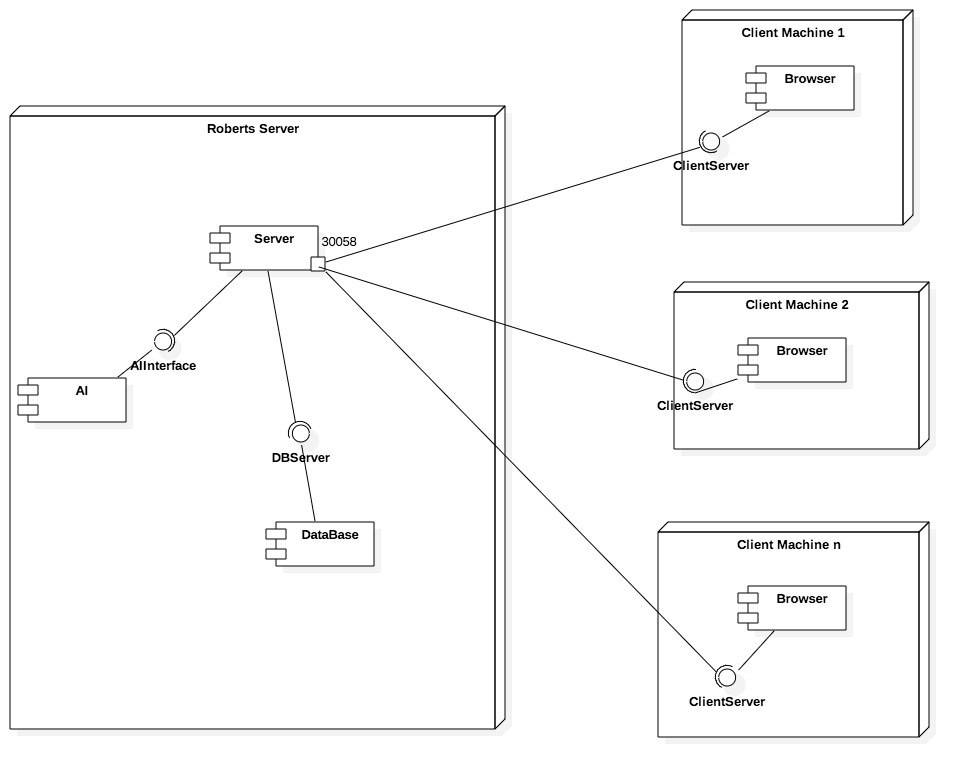 Client Machine 1
Browser
ClientServer
Roberts Server
Server
30058
AIInterface
AI
DBServer
DataBase
Client Machine 2
Browser
ClientServer
Client Machine n
Browser
ClientServer